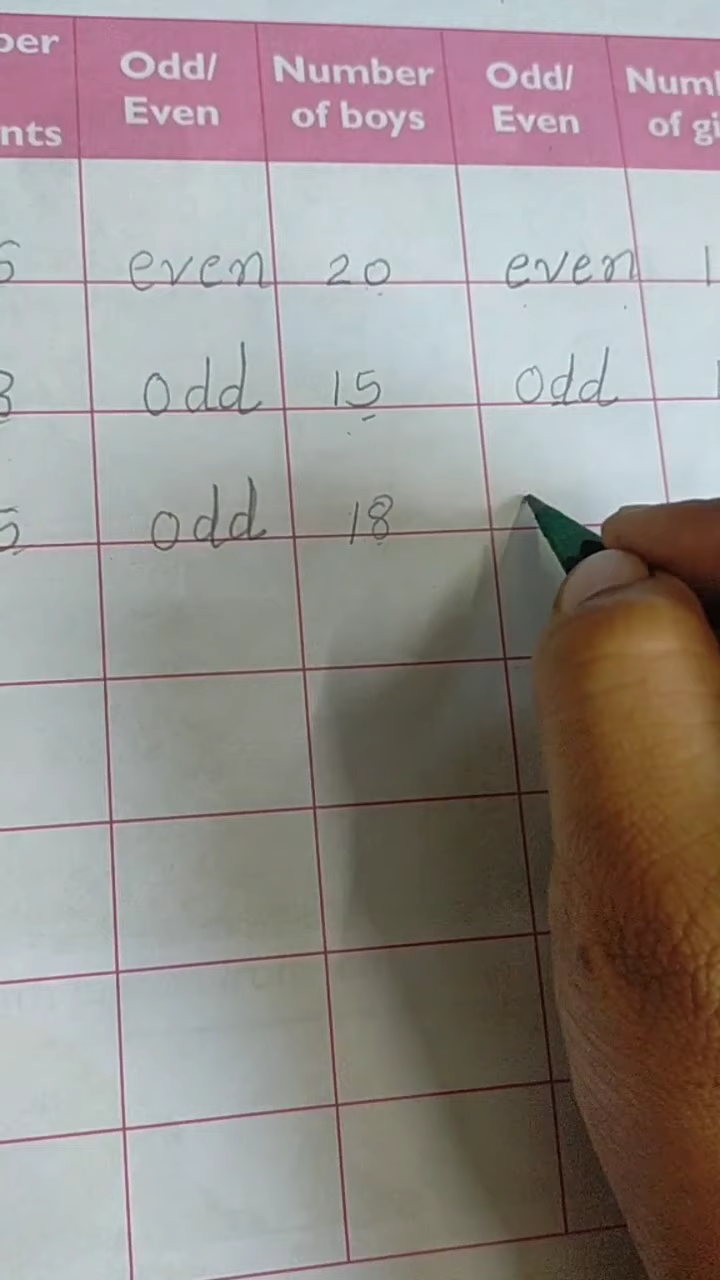 Odd/ Number Odd/
Even of boys Even
even 20 even
odd 15 odd
odd 18